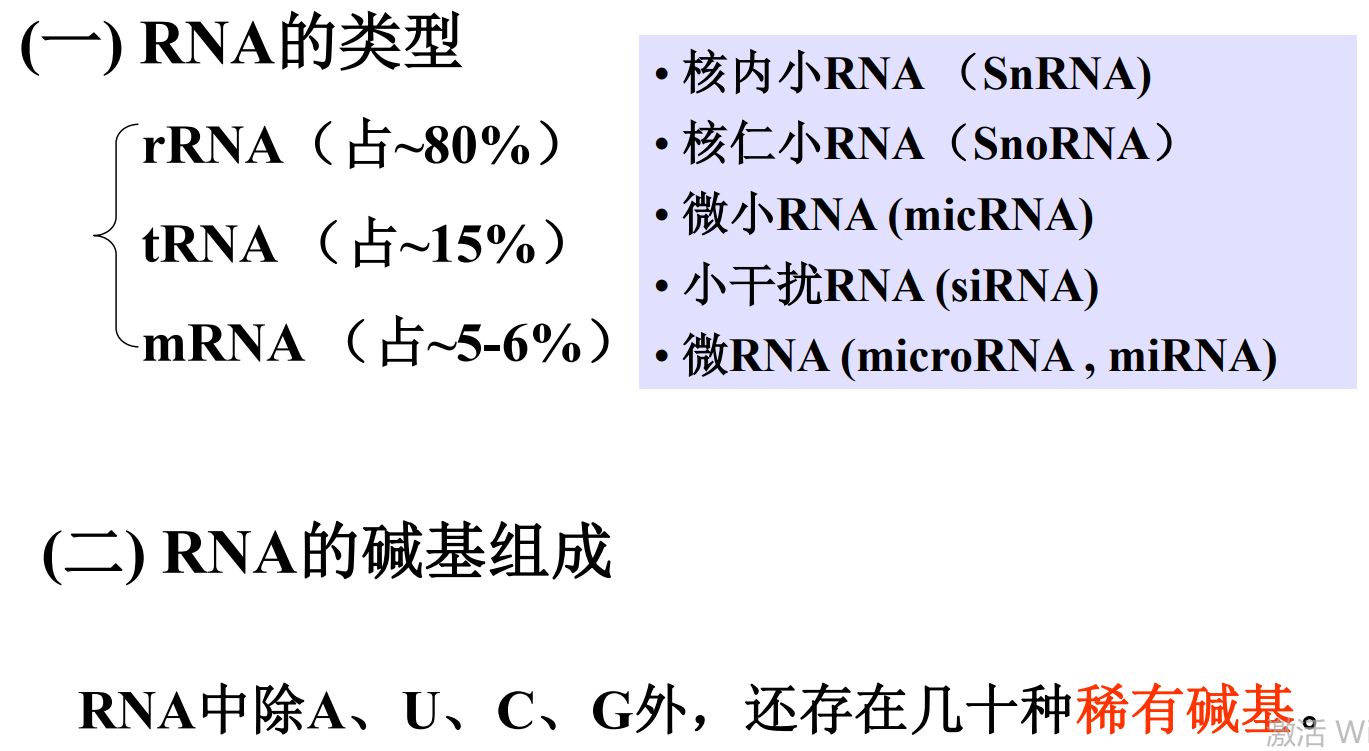 (一) RNA的类型
rRNA（占~80%）
tRNA （占~15%）
mRNA （占~5-6%）
• 核内小RNA （SnRNA)
• 核仁小RNA（SnoRNA）
• 微小RNA (micRNA)
• 小干扰RNA (siRNA)
• 微RNA (microRNA , miRNA)
(二) RNA的碱基组成
RNA中除A、U、C、G外，还存在几十种稀有碱基。
激活 Wi